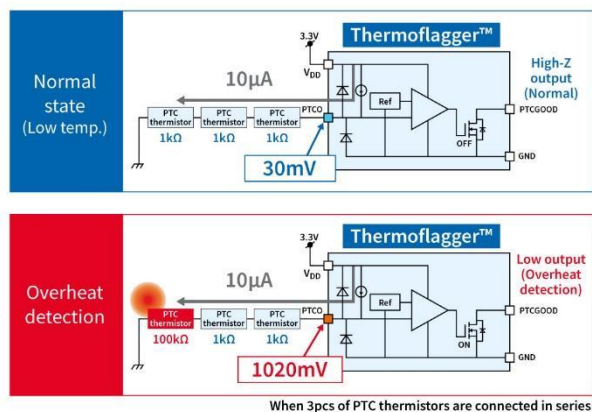 Normal
state
(Low temp.)
3.3V
Thermoflagger™
VDD
10μA
High-Z
output
(Normal)
Ref
PTC
thermistor
PTC
thermistor
PTC
thermistor
PTCO
PTCGOOD
1kΩ
1kΩ
1kΩ
OFF
30mV
GND
Overheat
detection
3.3V
Thermoflagger™
VDD
10μA
Low output
(Overheat
detection)
Ref
PTC
thermistor
PTC
thermistor
PTC
thermistor
PTCO
PTCGOOD
100kΩ
1kΩ
1kΩ
ON
1020mV
GND
When 3pcs of PTC thermistors are connected in series